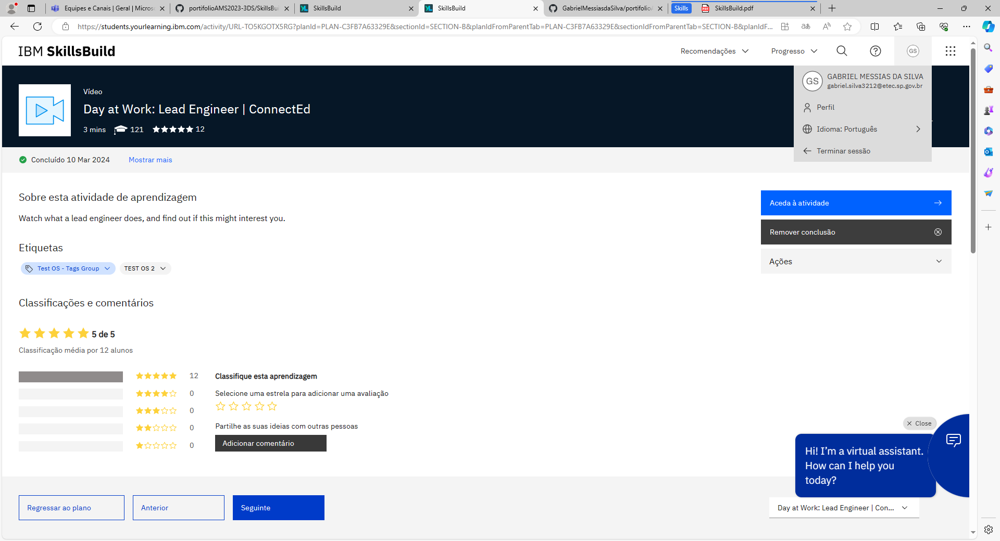 Equipes e Canais | Geral | Micros
portifolioAMS2023-3DS/SkillsBui
SkillsBuild
SkillsBuild
GabrielMessiasdaSilva/portifolioA
Skills
SkillsBuild.pdf
https://students.yourlearning.ibm.com/activity/URL-TO5KGOTX5RG?planId=PLAN-C3FB7A63329E&sectionId=SECTION-B&planIdFromParentTab=PLAN-C3FB7A63329E&sectionIdFromParentTab=SECTION-B&planIdF...
IBM SkillsBuild
Recomendações
Progresso
GS
GS
GABRIEL MESSIAS DA SILVA
gabriel.silva3212@etec.sp.gov.br
Perfil
Idioma: Português
Terminar sessão
Vídeo
Day at Work: Lead Engineer | ConnectEd
3 mins 121 12
Concluído 10 Mar 2024 Mostrar mais
Sobre esta atividade de aprendizagem
Watch what a lead engineer does, and find out if this might interest you.
Aceda à atividade
Remover conclusão
Ações
Etiquetas
Test OS - Tags Group
TEST OS 2
Classificações e comentários
5 de 5
Classificação média por 12 alunos
12
0
0
0
0
Classifique esta aprendizagem
Selecione uma estrela para adicionar uma avaliação
Partilhe as suas ideias com outras pessoas
Adicionar comentário
Close
Hi! I'm a virtual assistant.
How can I help you
today?
Regressar ao plano
Anterior
Seguinte
Day at Work: Lead Engineer | Con...